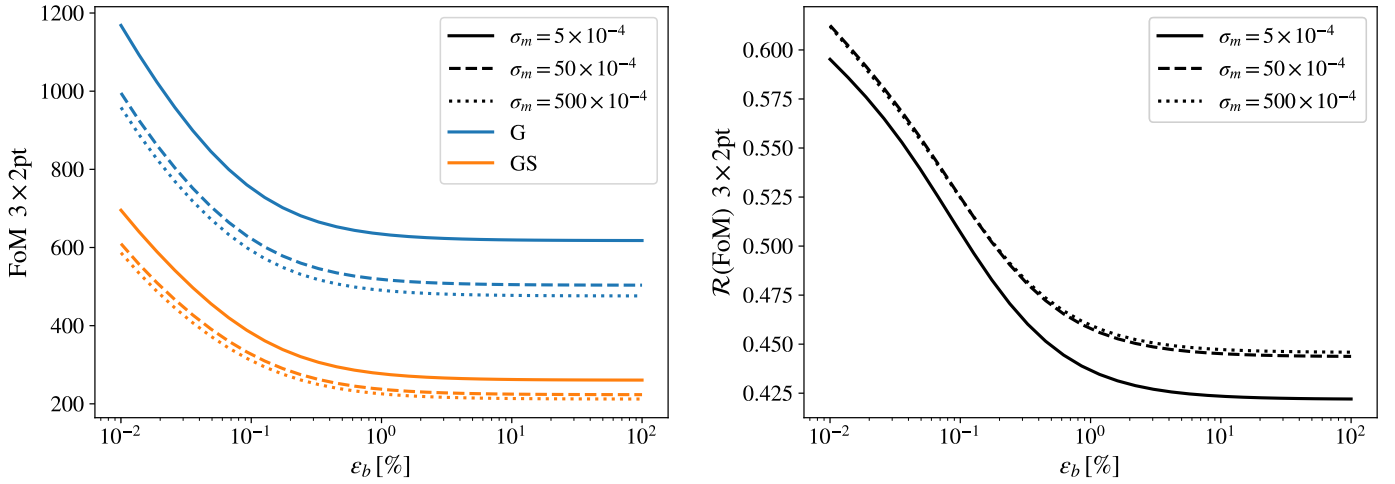 1200
1000
800
600
400
200
FoM 3×2pt
σₘ = 5×10⁻⁴
σₘ = 50×10⁻⁴
σₘ = 500×10⁻⁴
G
GS
10⁻² 10⁻¹ 10⁰ 10¹ 10²
ε_b [%]
0.600
0.575
0.550
0.525
0.500
0.475
0.450
0.425
ℛ(FoM) 3×2pt
σₘ = 5×10⁻⁴
σₘ = 50×10⁻⁴
σₘ = 500×10⁻⁴
10⁻² 10⁻¹ 10⁰ 10¹ 10²
ε_b [%]